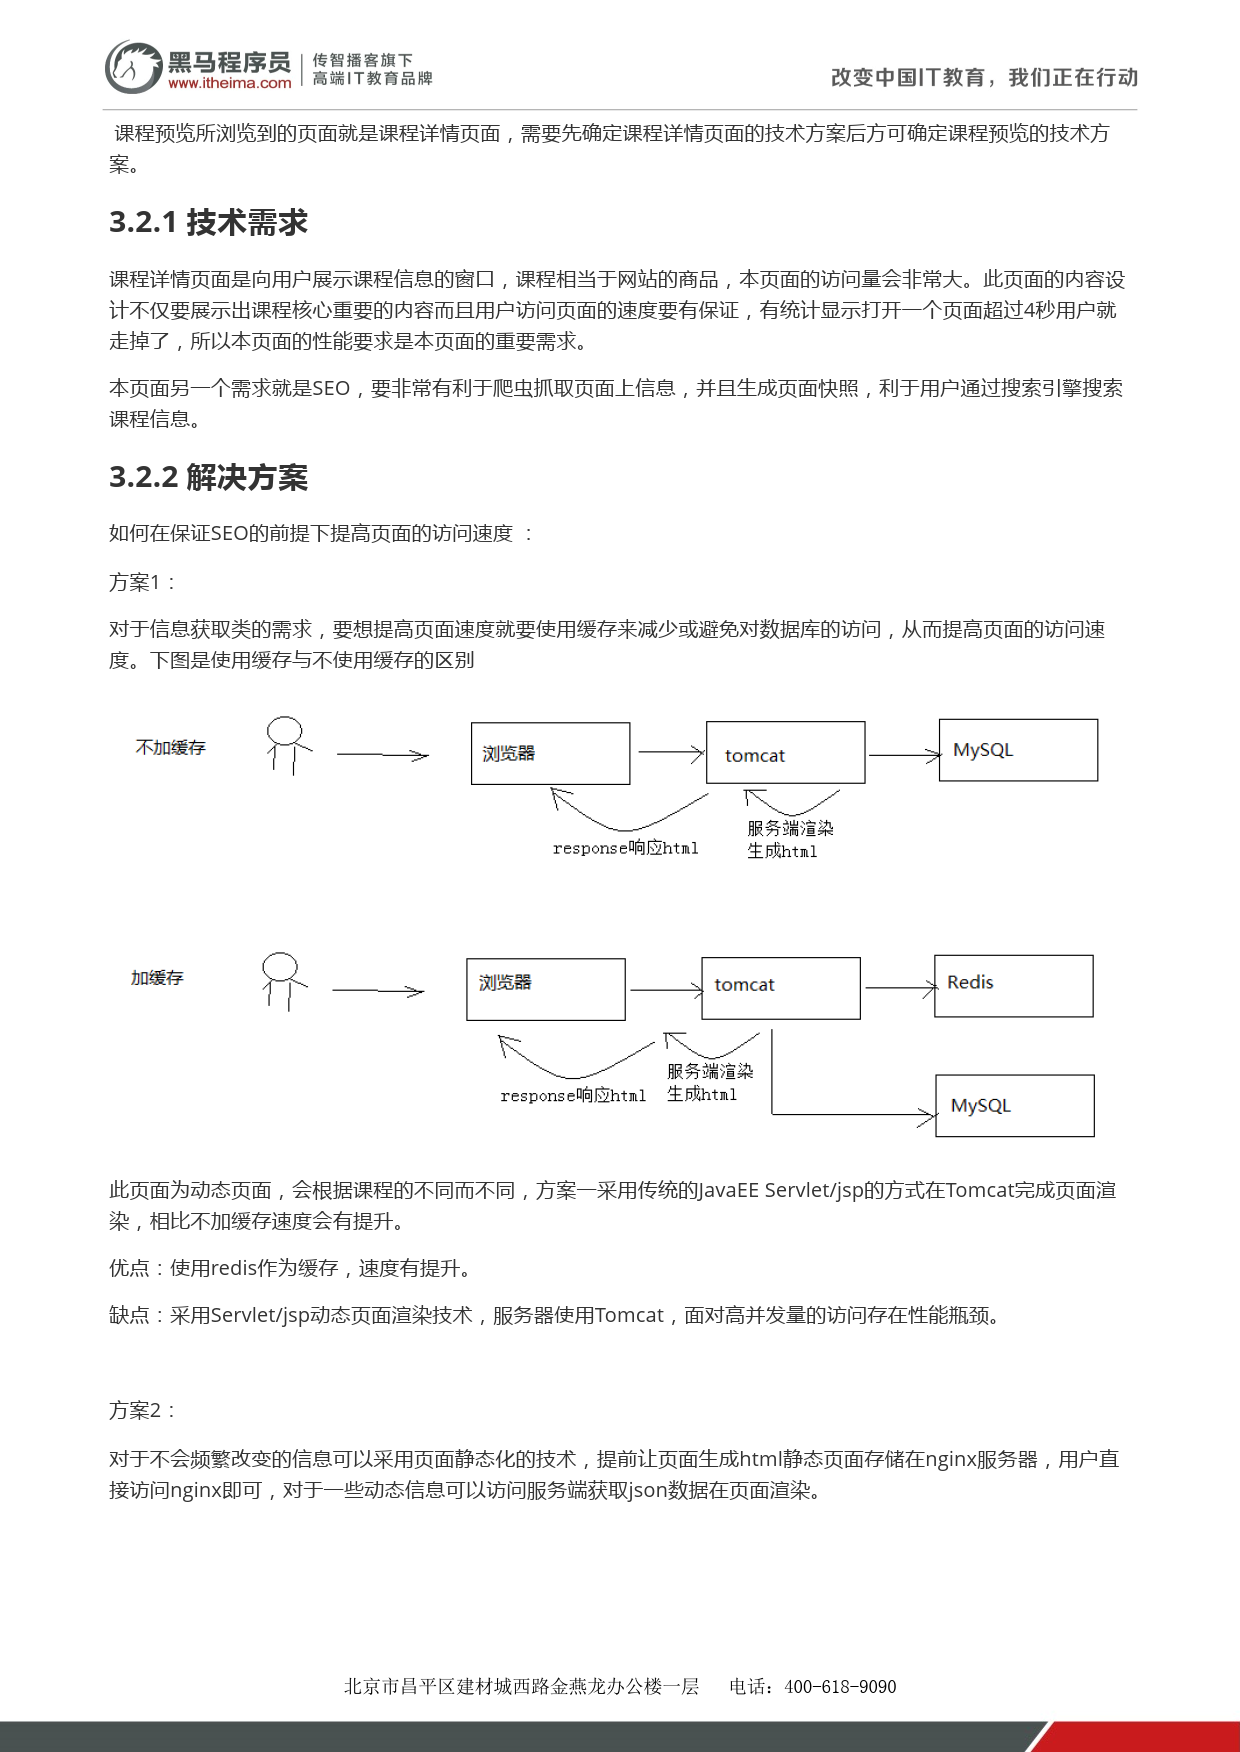 黑马程序员
www.itheima.com
传智播客旗下
高端IT教育品牌
改变中国IT教育，我们正在行动
课程预览所浏览到的页面就是课程详情页面，需要先确定课程详情页面的技术方案后方可确定课程预览的技术方
案。
3.2.1 技术需求
课程详情页面是向用户展示课程信息的窗口，课程相当于网站的商品，本页面的访问量会非常大。此页面的内容设
计不仅要展示出课程核心重要的内容而且用户访问页面的速度要有保证，有统计显示打开一个页面超过4秒用户就
走掉了，所以本页面的性能要求是本页面的重要需求。
本页面另一个需求就是SEO，要非常有利于爬虫抓取页面上信息，并且生成页面快照，利于用户通过搜索引擎搜索
课程信息。
3.2.2 解决方案
如何在保证SEO的前提下提高页面的访问速度 ：
方案1：
对于信息获取类的需求，要想提高页面速度就要使用缓存来减少或避免对数据库的访问，从而提高页面的访问速
度。下图是使用缓存与不使用缓存的区别
不加缓存
浏览器
tomcat
MySQL
response响应html
服务端渲染
生成html
加缓存
浏览器
tomcat
Redis
response响应html
服务端渲染
生成html
MySQL
此页面为动态页面，会根据课程的不同而不同，方案一采用传统的JavaEE Servlet/jsp的方式在Tomcat完成页面渲
染，相比不加缓存速度会有提升。
优点：使用redis作为缓存，速度有提升。
缺点：采用Servlet/jsp动态页面渲染技术，服务器使用Tomcat，面对高并发量的访问存在性能瓶颈。
方案2：
对于不会频繁改变的信息可以采用页面静态化的技术，提前让页面生成html静态页面存储在nginx服务器，用户直
接访问nginx即可，对于一些动态信息可以访问服务端获取json数据在页面渲染。
北京市昌平区建材城西路金燕龙办公楼一层 电话：400-618-9090